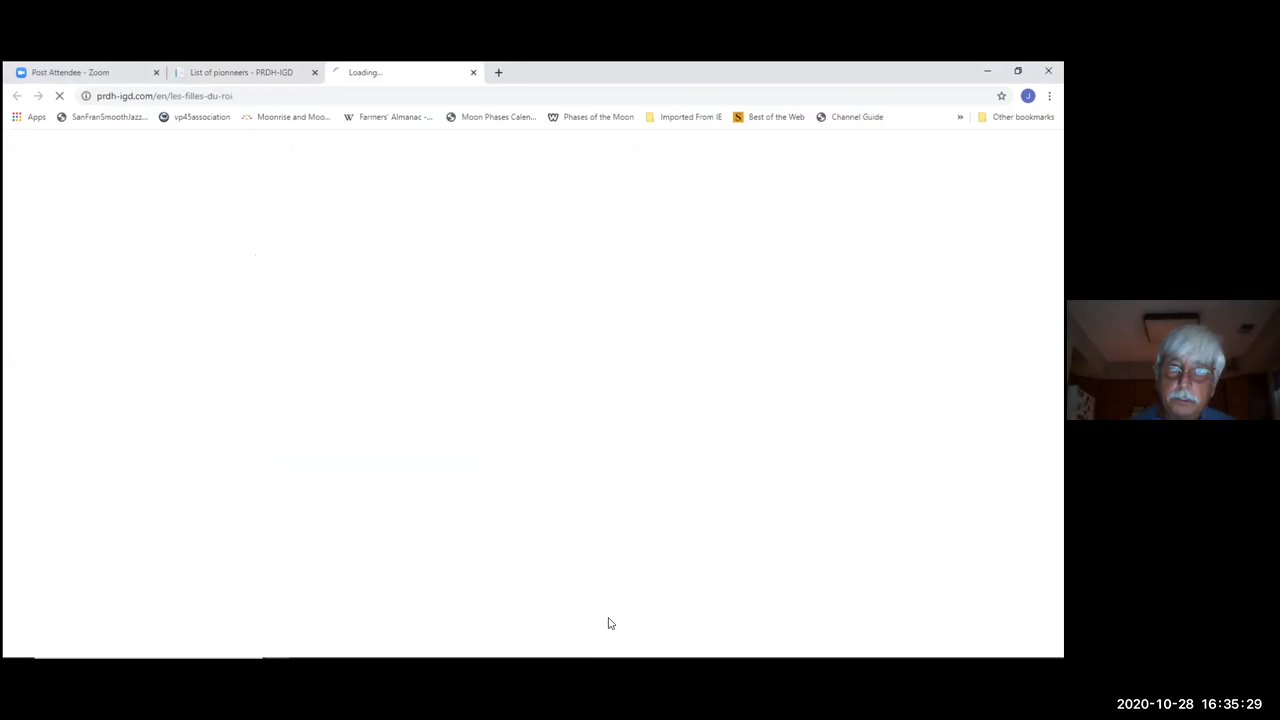 Post Attendee - Zoom
List of pionneers - PRDH-IGD
Loading...
prdh-igd.com/en/les-filles-du-roi
J
Apps
SanFranSmoothJazz...
vp45association
Moonrise and Moo...
Farmers' Almanac -...
Moon Phases Calen...
Phases of the Moon
Imported From IE
S
Best of the Web
Channel Guide
»
Other bookmarks
2020-10-28 16:35:29